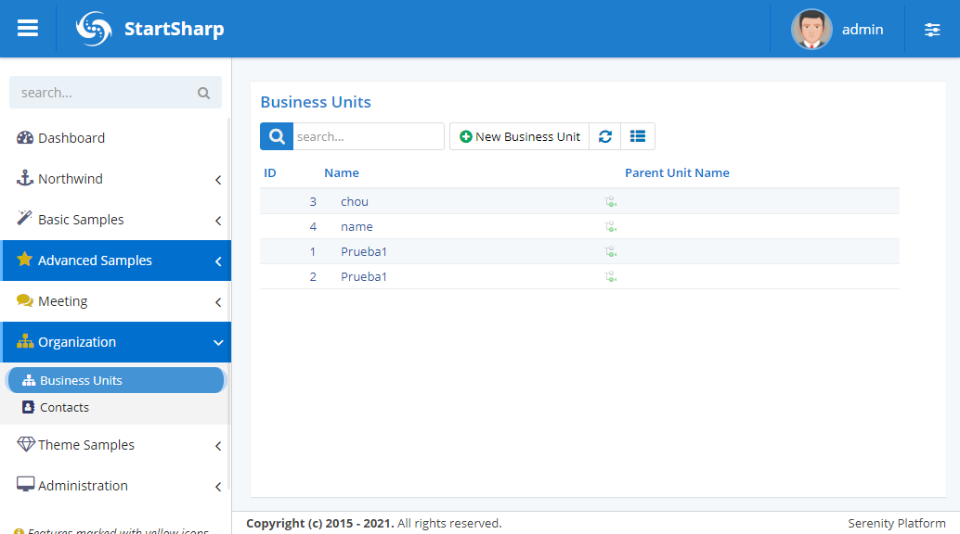 StartSharp
admin
search...
Dashboard
Northwind
Basic Samples
Advanced Samples
Meeting
Organization
Business Units
Contacts
Theme Samples
Administration
Features marked with yellow icons
Business Units
search...
New Business Unit
ID Name Parent Unit Name
3 chou
4 name
1 Prueba1
2 Prueba1
Copyright (c) 2015 - 2021. All rights reserved.
Serenity Platform